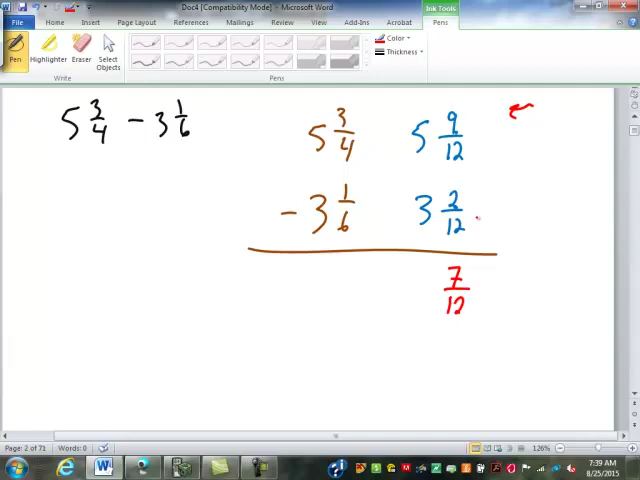 Doc4 [Compatibility Mode] - Microsoft Word
Ink Tools
File Home Insert Page Layout References Mailings Review View Add-Ins Acrobat Pens
Pen Highlighter Eraser Select Objects
Color
Thickness
Write Pens
5 3/4 - 3 1/6
5 3/4 5 9/12
- 3 1/6 3 2/12
7/12
Page: 2 of 71 Words: 0 126%
7:39 AM
8/25/2015